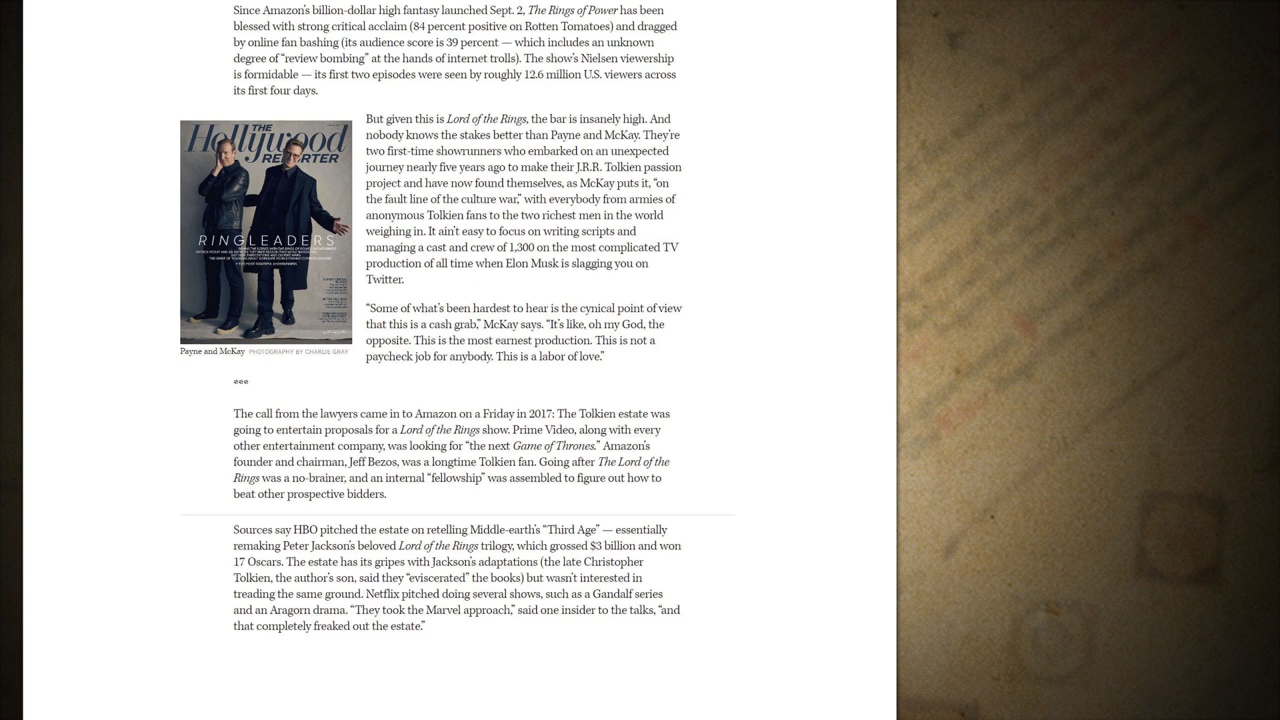 Since Amazon's billion-dollar high fantasy launched Sept. 2, The Rings of Power has been
blessed with strong critical acclaim (84 percent positive on Rotten Tomatoes) and dragged
by online fan bashing (its audience score is 39 percent — which includes an unknown
degree of “review bombing” at the hands of internet trolls). The show's Nielsen viewership
is formidable — its first two episodes were seen by roughly 12.6 million U.S. viewers across
its first four days.
THE
Hollywood
REPORTER
RINGLEADERS
Payne and McKay PHOTOGRAPHY BY CHARLIE GRAY
But given this is Lord of the Rings, the bar is insanely high. And
nobody knows the stakes better than Payne and McKay. They're
two first-time showrunners who embarked on an unexpected
journey nearly five years ago to make their J.R.R. Tolkien passion
project and have now found themselves, as McKay puts it, “on
the fault line of the culture war,” with everybody from armies of
anonymous Tolkien fans to the two richest men in the world
weighing in. It ain't easy to focus on writing scripts and
managing a cast and crew of 1,300 on the most complicated TV
production of all time when Elon Musk is slagging you on
Twitter.
“Some of what's been hardest to hear is the cynical point of view
that this is a cash grab,” McKay says. “It's like, oh my God, the
opposite. This is the most earnest production. This is not a
paycheck job for anybody. This is a labor of love.”
***
The call from the lawyers came in to Amazon on a Friday in 2017: The Tolkien estate was
going to entertain proposals for a Lord of the Rings show. Prime Video, along with every
other entertainment company, was looking for “the next Game of Thrones.” Amazon's
founder and chairman, Jeff Bezos, was a longtime Tolkien fan. Going after The Lord of the
Rings was a no-brainer, and an internal “fellowship” was assembled to figure out how to
beat other prospective bidders.
Sources say HBO pitched the estate on retelling Middle-earth's “Third Age” — essentially
remaking Peter Jackson's beloved Lord of the Rings trilogy, which grossed $3 billion and won
17 Oscars. The estate has its gripes with Jackson's adaptations (the late Christopher
Tolkien, the author's son, said they “eviscerated” the books) but wasn't interested in
treading the same ground. Netflix pitched doing several shows, such as a Gandalf series
and an Aragorn drama. “They took the Marvel approach,” said one insider to the talks, “and
that completely freaked out the estate.”